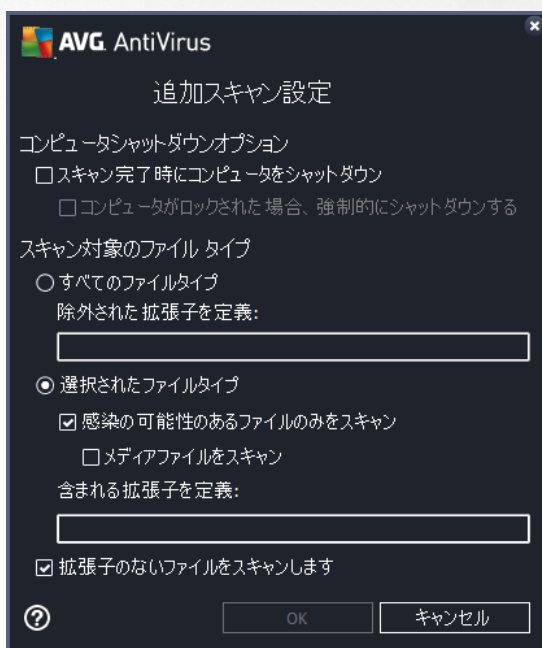 AVG. AntiVirus
追加スキャン設定
コンピュータシャットダウンオプション
スキャン完了時にコンピュータをシャットダウン
コンピュータがロックされた場合、強制的にシャットダウンする
スキャン対象のファイル タイプ
すべてのファイルタイプ
除外された拡張子を定義:
選択されたファイルタイプ
感染の可能性のあるファイルのみをスキャン
メディアファイルをスキャン
含まれる拡張子を定義:
拡張子のないファイルをスキャンします
OK キャンセル